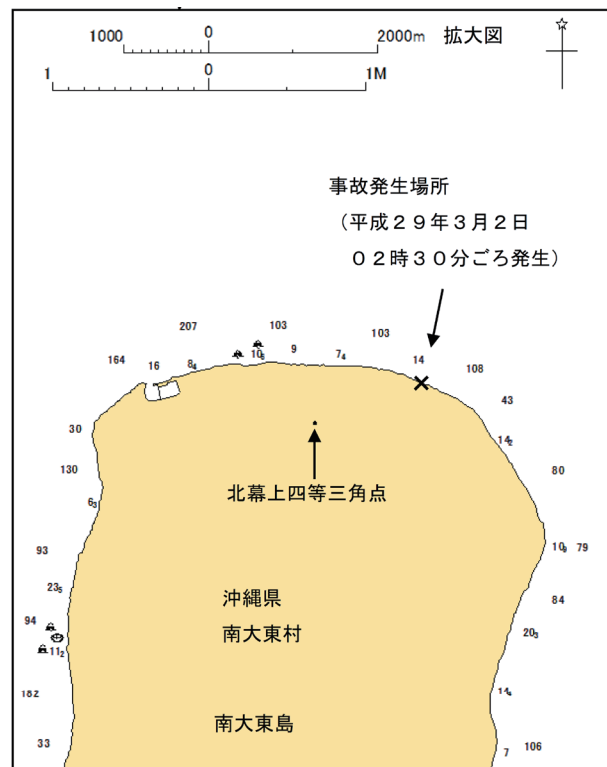 1000 0 2000m 拡大図
1 0 1M
事故発生場所
（平成２９年３月２日
０２時３０分ごろ発生）
207 103 103
164 16 8₄ 10₈ 9 7₄ 14 108
43
30
14₂
130 80
6₃
北幕上四等三角点
93 10₉ 79
23₅ 沖縄県 84
94 南大東村 20₃
11₂
182 14₄
南大東島
33 7 106